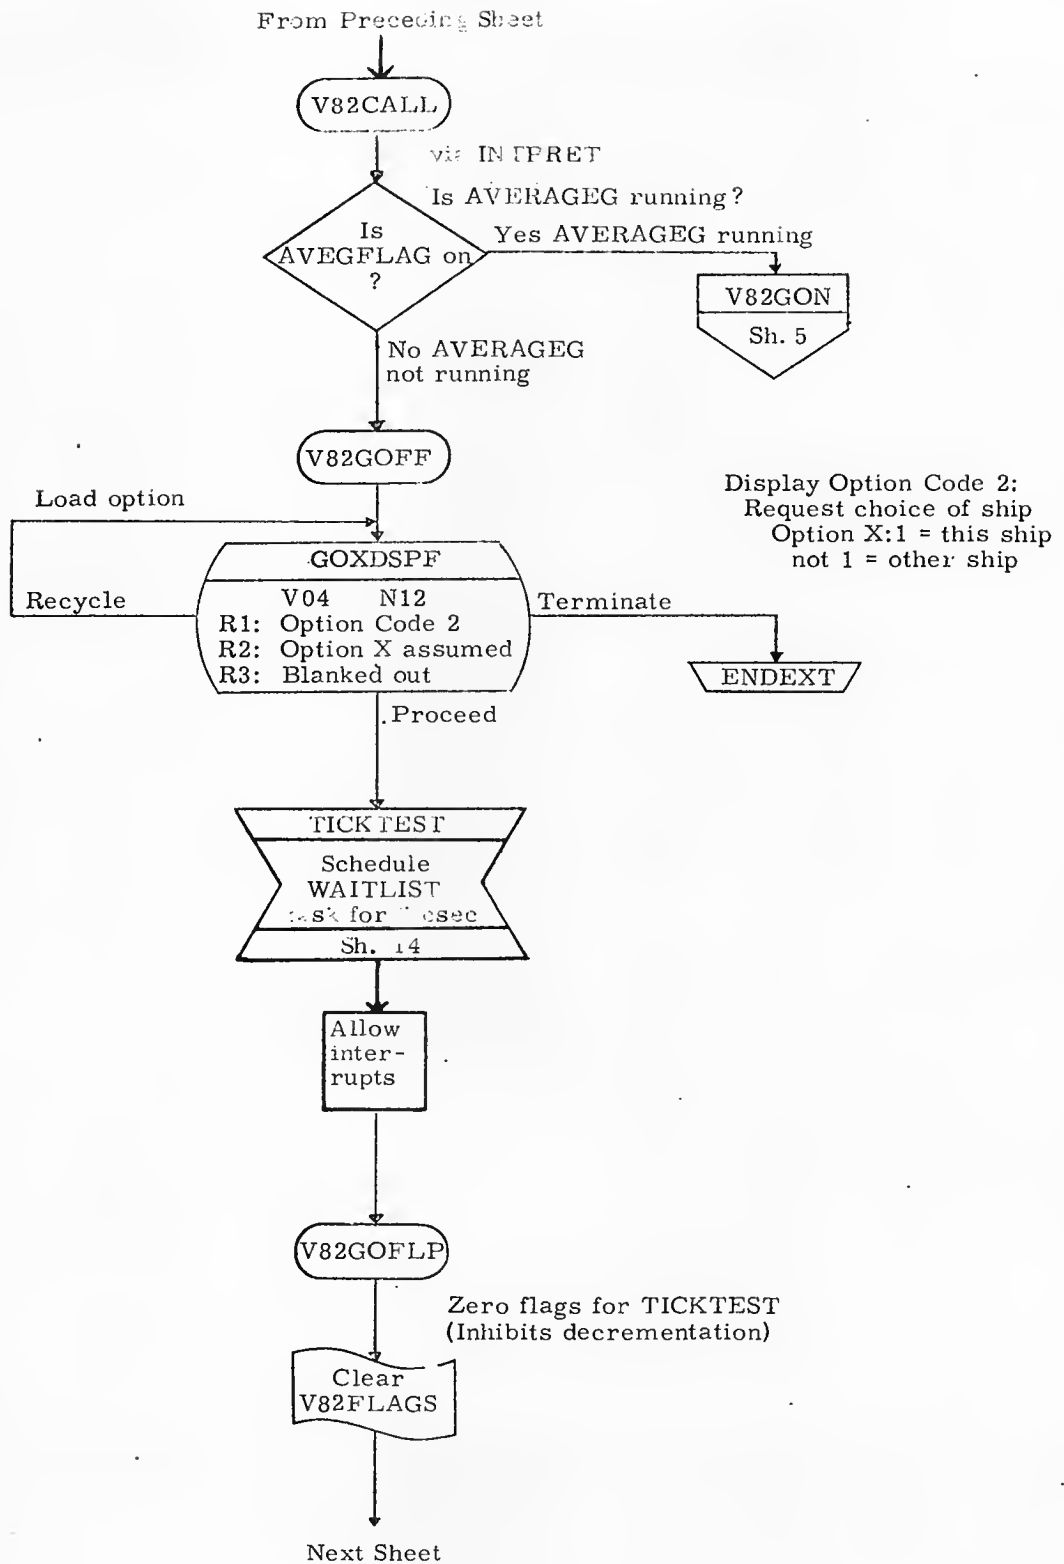 From Preceding Sheet
V82CALL
via INTPRET
Is AVERAGEG running?
Is
AVEGFLAG on
?
Yes AVERAGEG running
V82GON
Sh. 5
No AVERAGEG
not running
V82GOFF
Load option
Display Option Code 2:
Request choice of ship
Option X:1 = this ship
not 1 = other ship
GOXDSPF
Recycle
V04 N12
R1: Option Code 2
R2: Option X assumed
R3: Blanked out
Terminate
ENDEXT
Proceed
TICKTEST
Schedule
WAITLIST
task for csec
Sh. 14
Allow
inter-
rupts
V82GOFLP
Zero flags for TICKTEST
(Inhibits decrementation)
Clear
V82FLAGS
Next Sheet